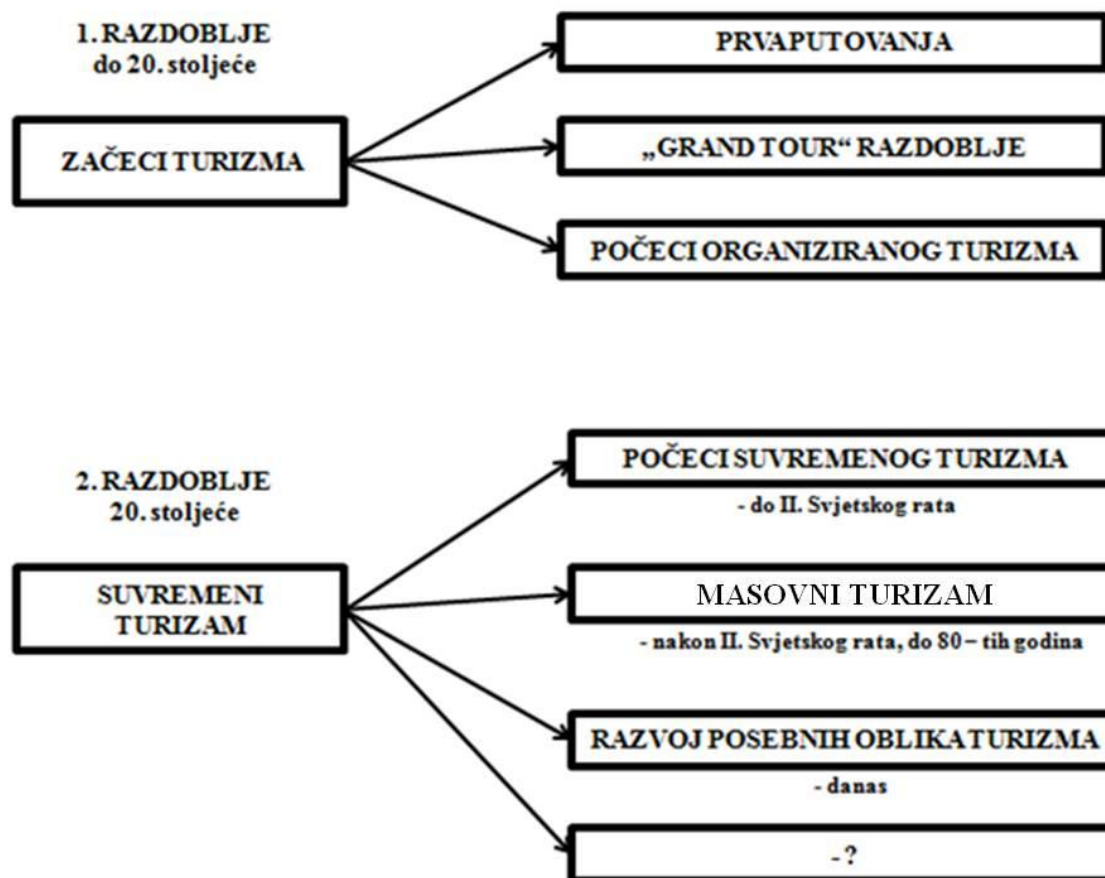 1. RAZDOBLJE
do 20. stoljeće
ZAČECI TURIZMA
PRVAPUTOVANJA
„GRAND TOUR“ RAZDOBLJE
POČECI ORGANIZIRANOG TURIZMA
2. RAZDOBLJE
20. stoljeće
SUVREMENI
TURIZAM
POČECI SUVREMENOG TURIZMA
- do II. Svjetskog rata
MASOVNI TURIZAM
- nakon II. Svjetskog rata, do 80 – tih godina
RAZVOJ POSEBNIH OBLIKA TURIZMA
- danas
- ?